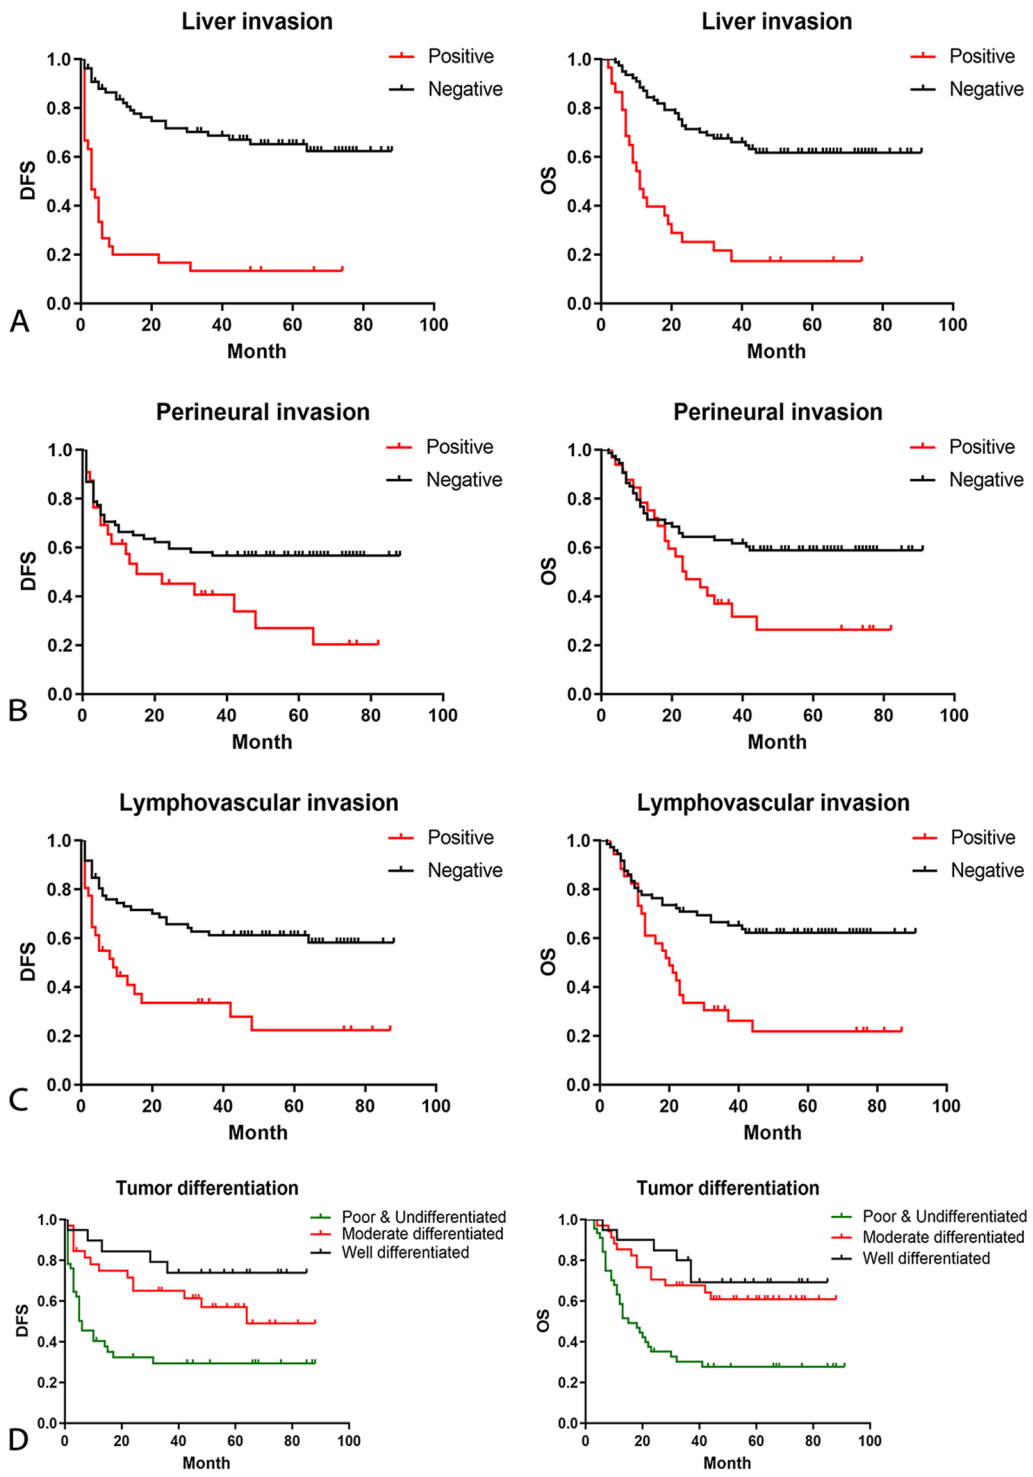 Liver invasion
Positive
Negative
1.0
0.8
0.6
0.4
0.2
0.0
DFS
0 20 40 60 80 100
Month
A
Liver invasion
Positive
Negative
1.0
0.8
0.6
0.4
0.2
0.0
OS
0 20 40 60 80 100
Month
Perineural invasion
Positive
Negative
1.0
0.8
0.6
0.4
0.2
0.0
DFS
0 20 40 60 80 100
Month
B
Perineural invasion
Positive
Negative
1.0
0.8
0.6
0.4
0.2
0.0
OS
0 20 40 60 80 100
Month
Lymphovascular invasion
Positive
Negative
1.0
0.8
0.6
0.4
0.2
0.0
DFS
0 20 40 60 80 100
Month
C
Lymphovascular invasion
Positive
Negative
1.0
0.8
0.6
0.4
0.2
0.0
OS
0 20 40 60 80 100
Month
Tumor differentiation
Poor & Undifferentiated
Moderate differentiated
Well differentiated
1.0
0.8
0.6
0.4
0.2
0.0
DFS
0 20 40 60 80 100
Month
D
Tumor differentiation
Poor & Undifferentiated
Moderate differentiated
Well differentiated
1.0
0.8
0.6
0.4
0.2
0.0
OS
0 20 40 60 80 100
Month